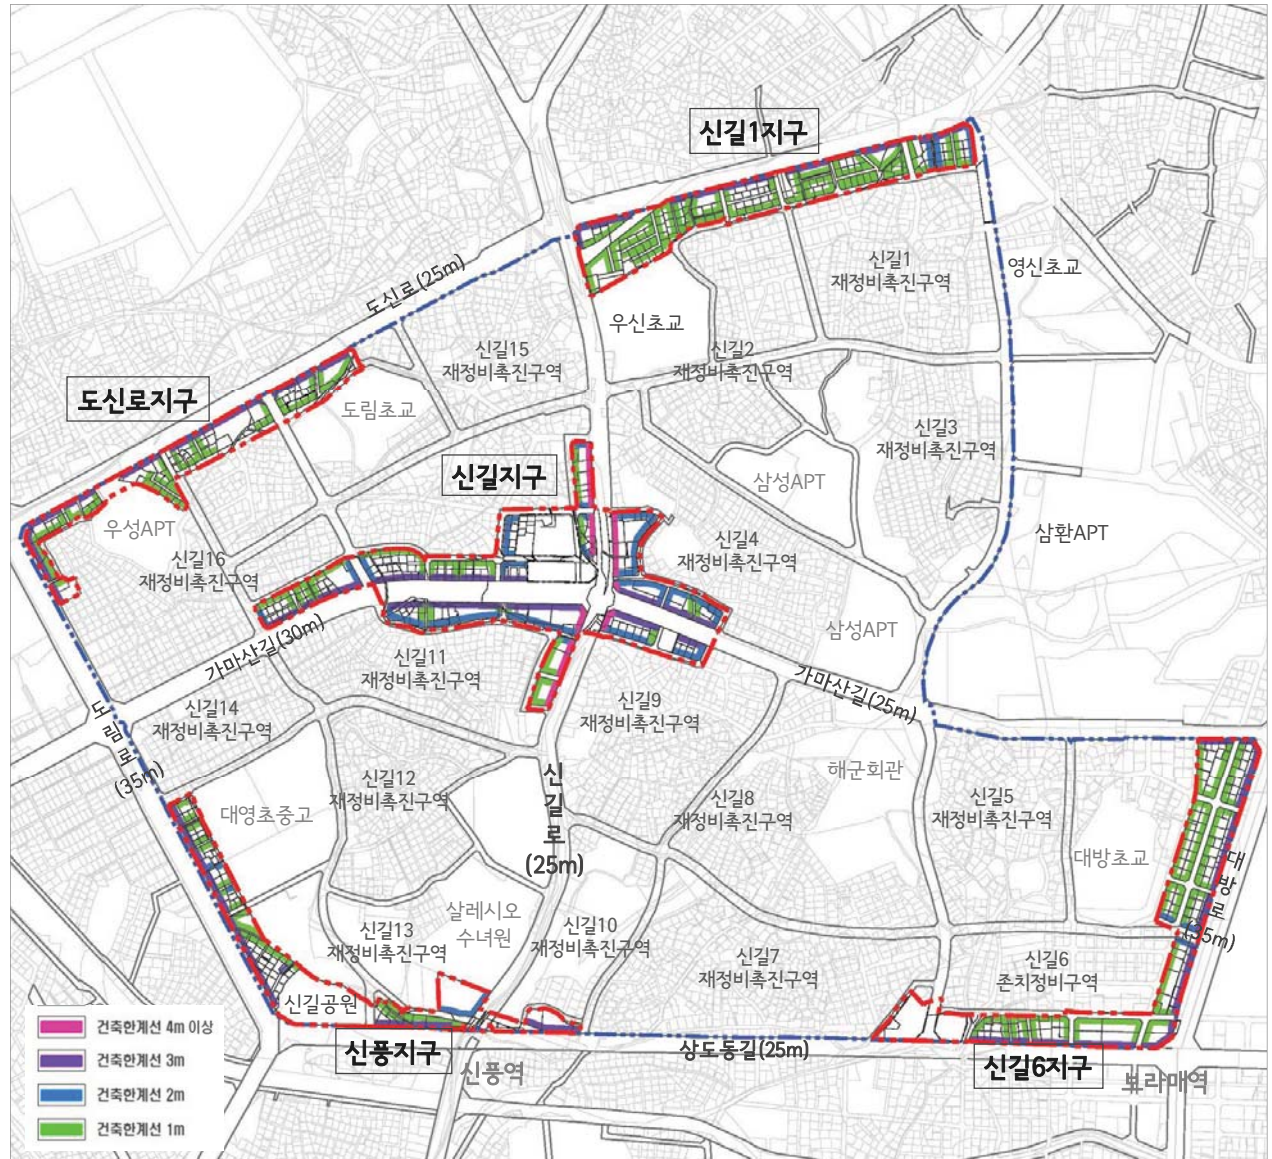 신길1지구
신길1
재정비촉진구역
영신초교
도신로(25m)
우신초교
신길15
재정비촉진구역
신길2
재정비촉진구역
도신로지구
도림초교
신길3
재정비촉진구역
신길지구
삼성APT
우성APT
신길16
재정비촉진구역
신길4
재정비촉진구역
삼환APT
가마산길(30m)
삼성APT
신길11
재정비촉진구역
가마산길(25m)
신길9
재정비촉진구역
신길14
재정비촉진구역
도림로
(35m)
신길로
(25m)
해군회관
신길12
재정비촉진구역
대영초중고
신길8
재정비촉진구역
신길5
재정비촉진구역
대방초교
대방로
(35m)
살레시오
수녀원
신길13
재정비촉진구역
신길10
재정비촉진구역
신길7
재정비촉진구역
신길6
존치정비구역
신길공원
신풍지구
신풍역
상도동길(25m)
신길6지구
보라매역
건축한계선 4m 이상
건축한계선 3m
건축한계선 2m
건축한계선 1m